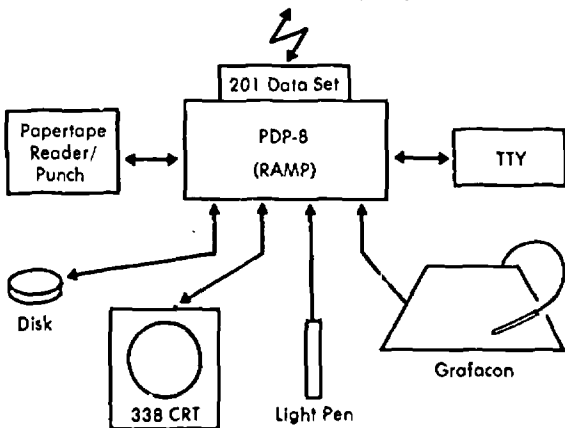 201 Data Set
Papertape
Reader/
Punch
PDP-8
(RAMP)
TTY
Disk
338 CRT
Light Pen
Grafacon